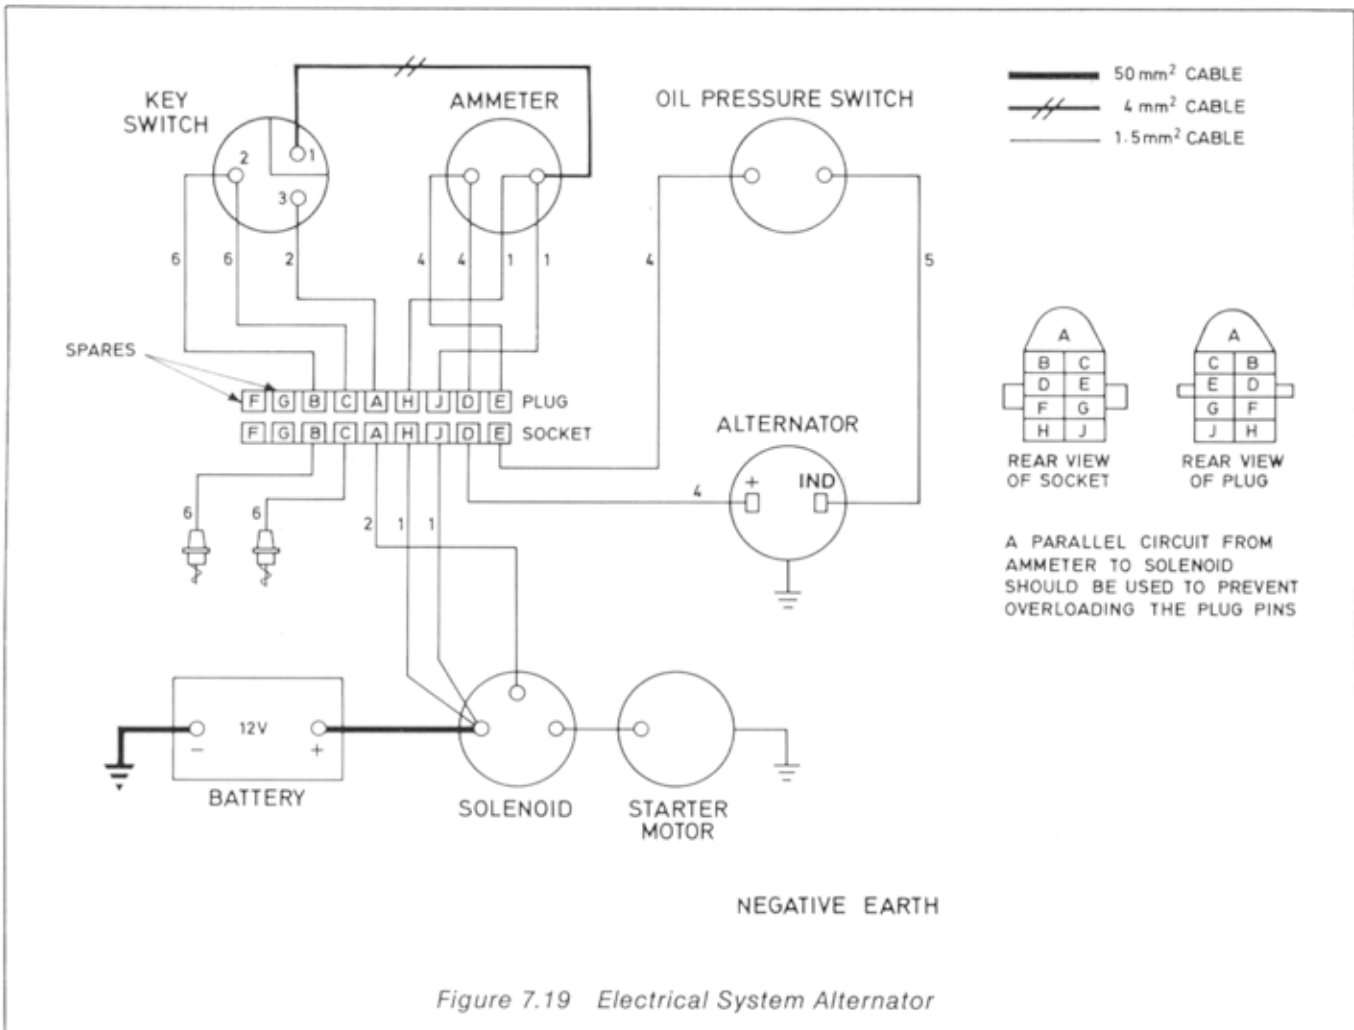 KEY
SWITCH
AMMETER
OIL PRESSURE SWITCH
50 mm² CABLE
4 mm² CABLE
1.5 mm² CABLE
1
2
3
6 6 2 4 4 1 1 4 5
SPARES
F G B C A H J D E PLUG
F G B C A H J D E SOCKET
ALTERNATOR
+ IND
4
6 6 2 1 1
A
B C
D E
F G
H J
REAR VIEW
OF SOCKET
A
C B
E D
G F
J H
REAR VIEW
OF PLUG
A PARALLEL CIRCUIT FROM
AMMETER TO SOLENOID
SHOULD BE USED TO PREVENT
OVERLOADING THE PLUG PINS
12V
- +
BATTERY
SOLENOID
STARTER
MOTOR
NEGATIVE EARTH
Figure 7.19 Electrical System Alternator